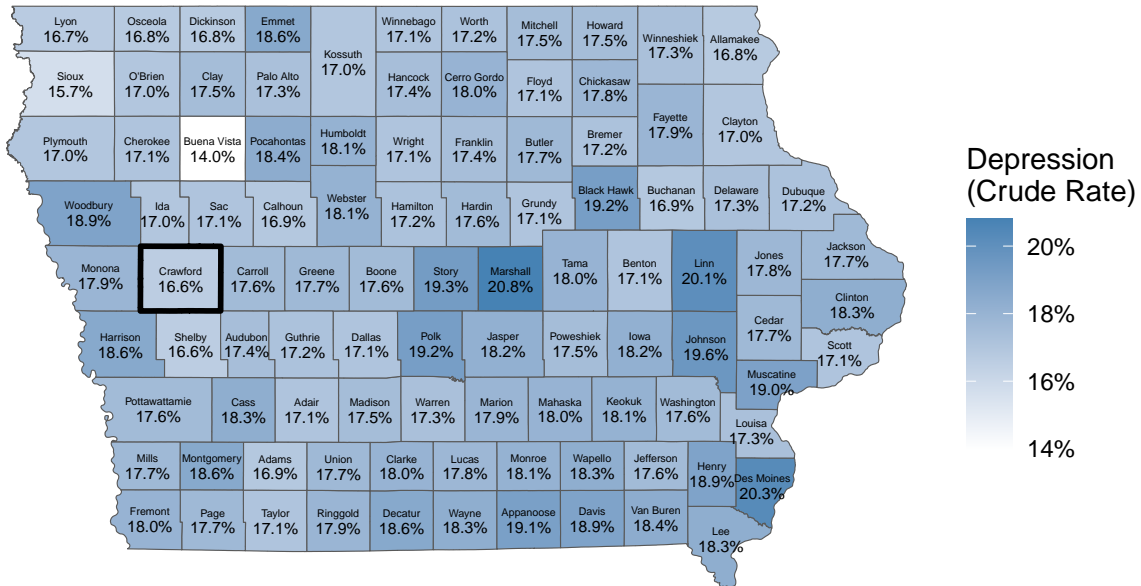 Lyon
16.7%
Osceola
16.8%
Dickinson
16.8%
Emmet
18.6%
Kossuth
17.0%
Winnebago
17.1%
Worth
17.2%
Mitchell
17.5%
Howard
17.5%
Winneshiek
17.3%
Allamakee
16.8%
Sioux
15.7%
O'Brien
17.0%
Clay
17.5%
Palo Alto
17.3%
Hancock
17.4%
Cerro Gordo
18.0%
Floyd
17.1%
Chickasaw
17.8%
Fayette
17.9%
Clayton
17.0%
Plymouth
17.0%
Cherokee
17.1%
Buena Vista
14.0%
Pocahontas
18.4%
Humboldt
18.1%
Wright
17.1%
Franklin
17.4%
Butler
17.7%
Bremer
17.2%
Woodbury
18.9%
Ida
17.0%
Sac
17.1%
Calhoun
16.9%
Webster
18.1%
Hamilton
17.2%
Hardin
17.6%
Grundy
17.1%
Black Hawk
19.2%
Buchanan
16.9%
Delaware
17.3%
Dubuque
17.2%
Monona
17.9%
Crawford
16.6%
Carroll
17.6%
Greene
17.7%
Boone
17.6%
Story
19.3%
Marshall
20.8%
Tama
18.0%
Benton
17.1%
Linn
20.1%
Jones
17.8%
Jackson
17.7%
Clinton
18.3%
Harrison
18.6%
Shelby
16.6%
Audubon
17.4%
Guthrie
17.2%
Dallas
17.1%
Polk
19.2%
Jasper
18.2%
Poweshiek
17.5%
Iowa
18.2%
Johnson
19.6%
Cedar
17.7%
Scott
17.1%
Muscatine
19.0%
Pottawattamie
17.6%
Cass
18.3%
Adair
17.1%
Madison
17.5%
Warren
17.3%
Marion
17.9%
Mahaska
18.0%
Keokuk
18.1%
Washington
17.6%
Louisa
17.3%
Mills
17.7%
Montgomery
18.6%
Adams
16.9%
Union
17.7%
Clarke
18.0%
Lucas
17.8%
Monroe
18.1%
Wapello
18.3%
Jefferson
17.6%
Henry
18.9%
Des Moines
20.3%
Fremont
18.0%
Page
17.7%
Taylor
17.1%
Ringgold
17.9%
Decatur
18.6%
Wayne
18.3%
Appanoose
19.1%
Davis
18.9%
Van Buren
18.4%
Lee
18.3%
Depression
(Crude Rate)
20%
18%
16%
14%